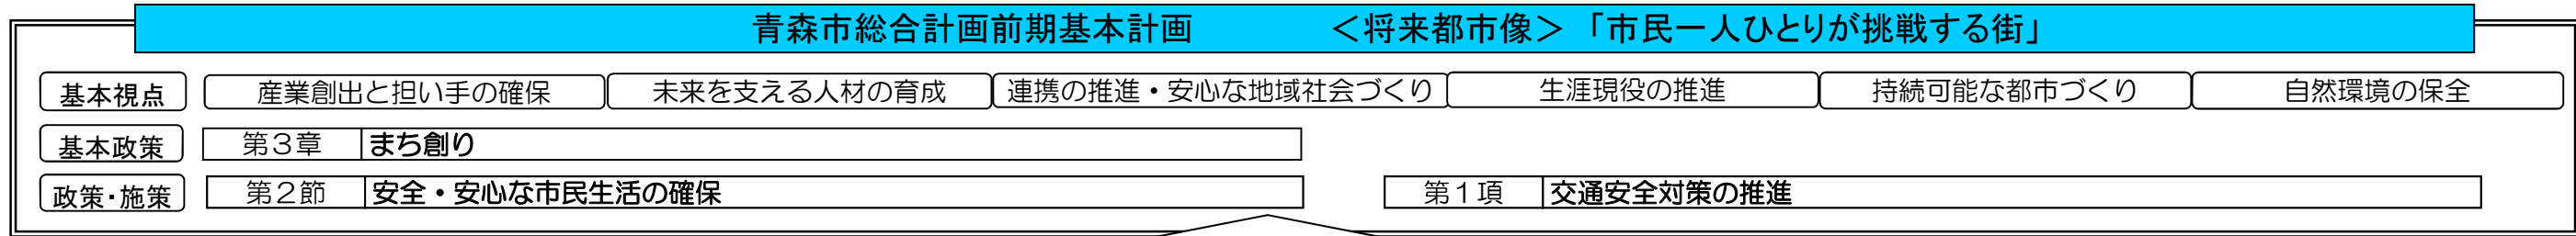 青森市総合計画前期基本計画　＜将来都市像＞「市民一人ひとりが挑戦する街」
基本視点　産業創出と担い手の確保　未来を支える人材の育成　連携の推進・安心な地域社会づくり　生涯現役の推進　持続可能な都市づくり　自然環境の保全
基本政策　第３章　まち創り
政策・施策　第２節　安全・安心な市民生活の確保　第１項　交通安全対策の推進